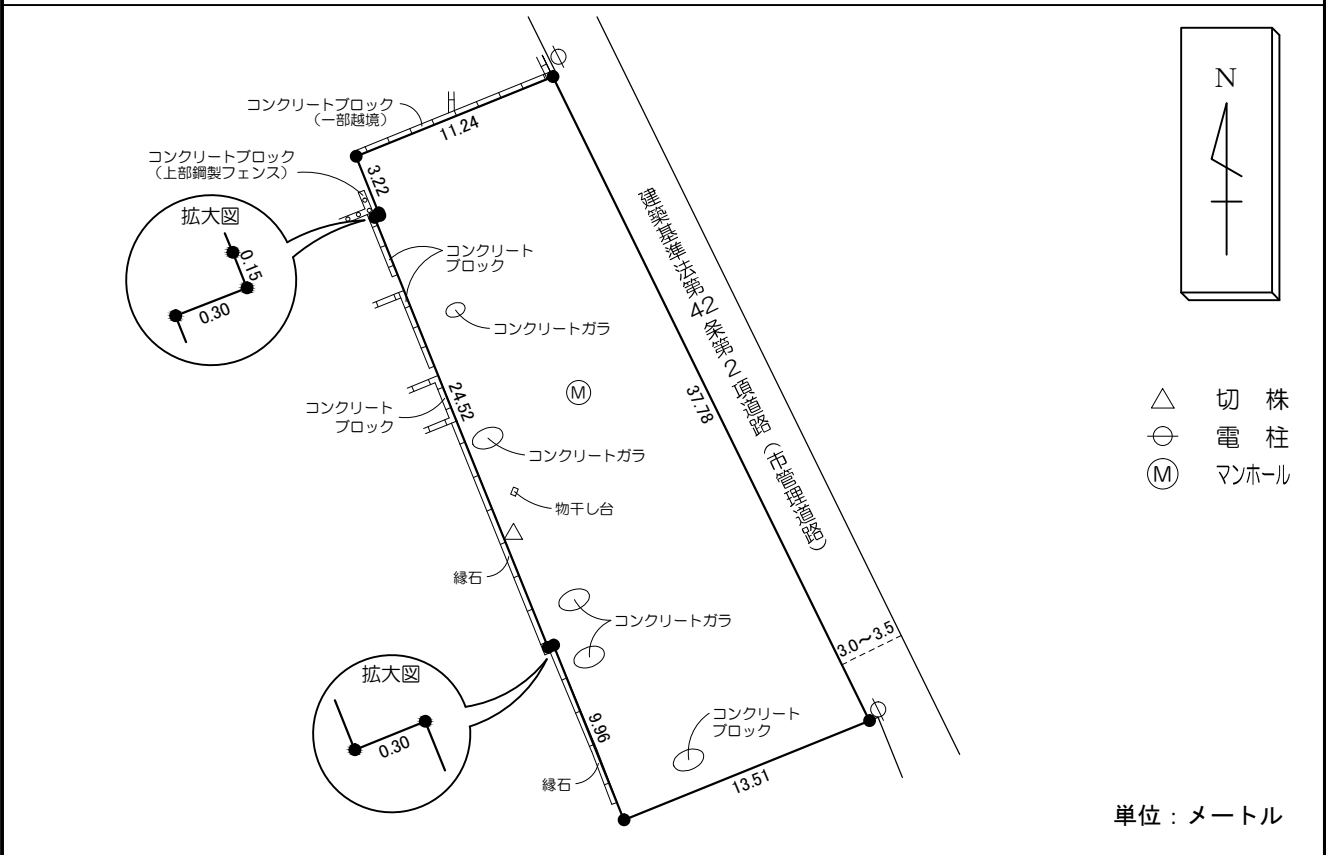 コンクリートブロック
（一部越境）
11.24
コンクリートブロック
（上部鋼製フェンス）
3.22
拡大図
0.15
0.30
コンクリート
ブロック
コンクリートガラ
建築基準法第42条第2項道路（市管理道路）
37.78
M
24.52
コンクリート
ブロック
コンクリートガラ
物干し台
縁石
コンクリートガラ
3.0～3.5
拡大図
0.30
9.96
コンクリート
ブロック
縁石
13.51
N
切株
電柱
M マンホール
単位：メートル